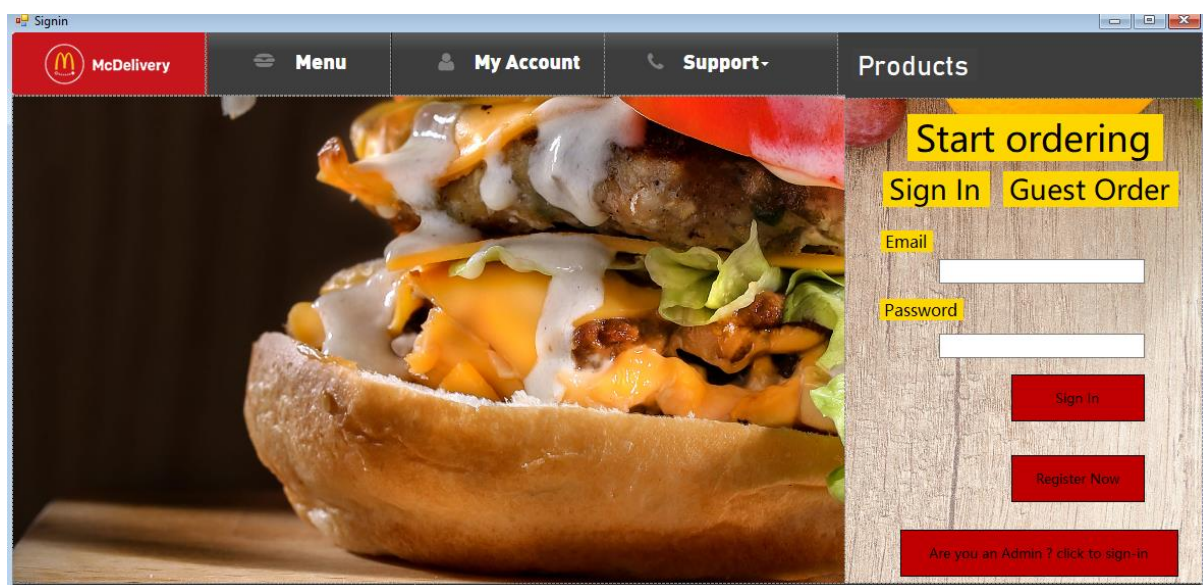 Signin
McDelivery
Menu
My Account
Support
Products
Start ordering
Sign In Guest Order
Email
Password
Sign In
Register Now
Are you an Admin ? click to sign-in